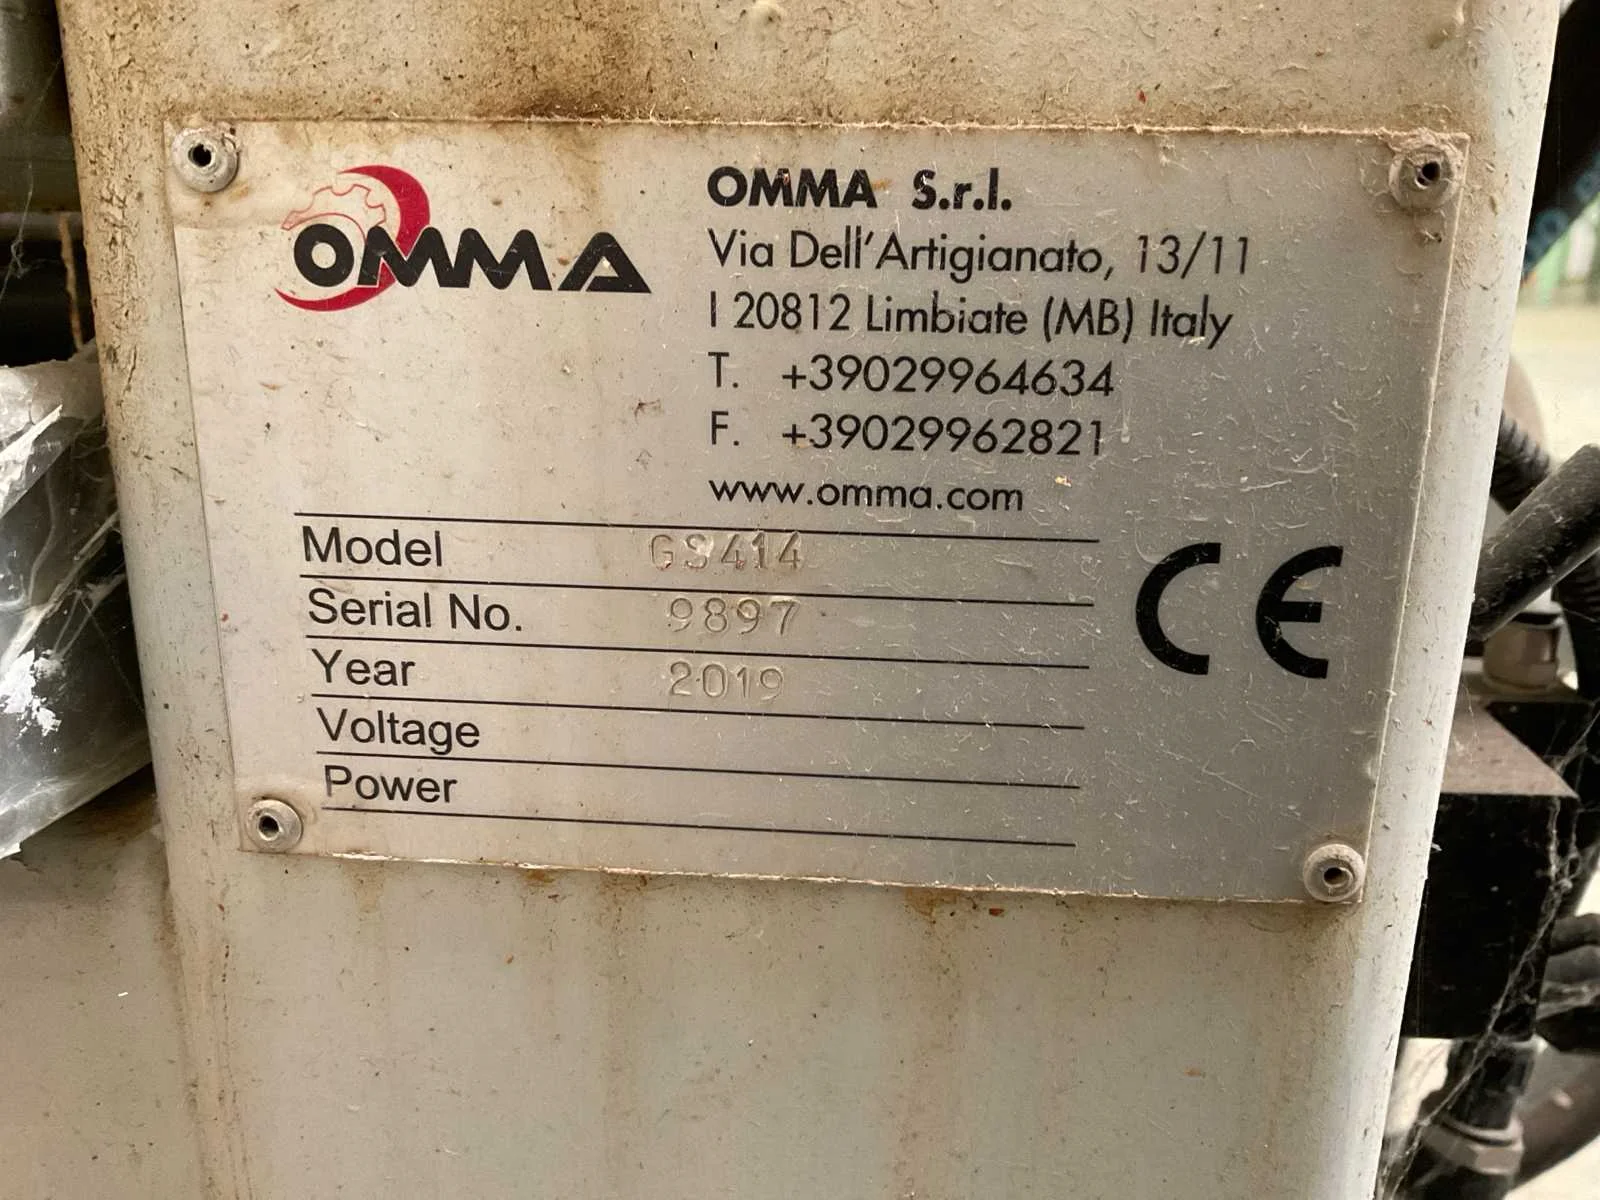 OMMA
OMMA S.r.l.
Via Dell'Artigianato, 13/11
I 20812 Limbiate (MB) Italy
T. +39029964634
F. +39029962821
www.omma.com
Model GS414
Serial No. 9897
Year 2019
Voltage
Power
CE